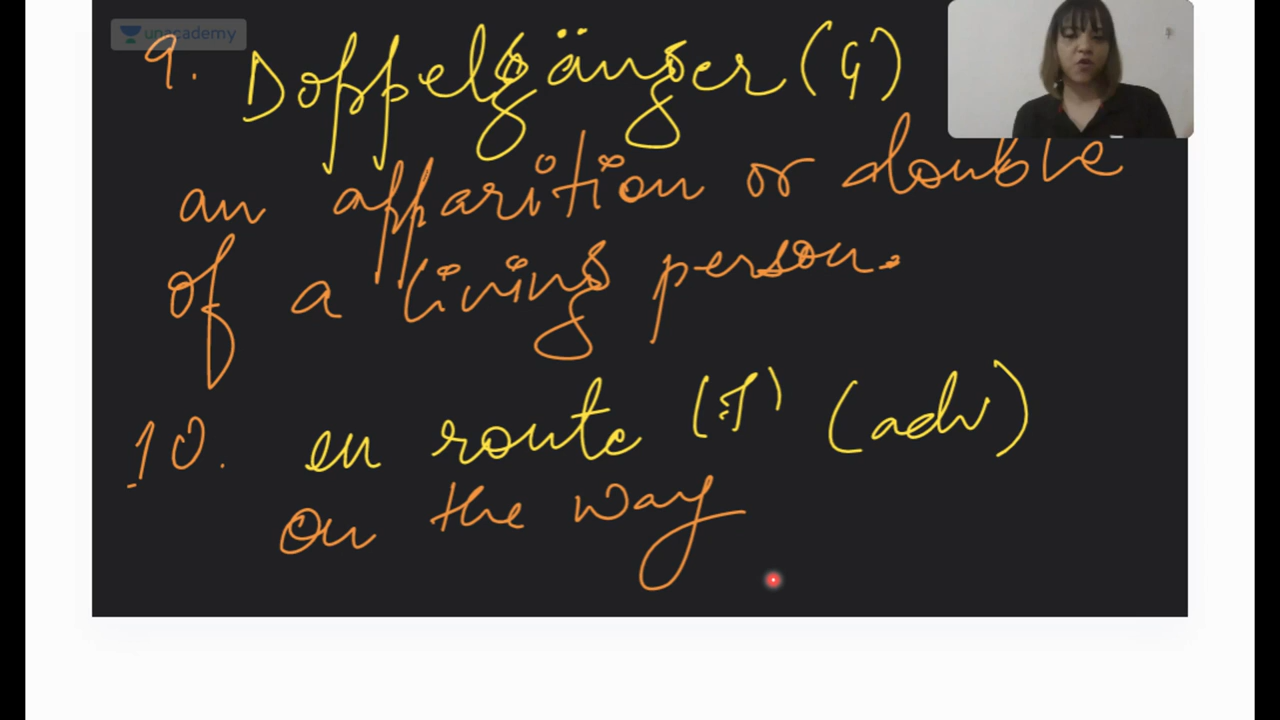 unacademy
9. Doppelgänger (G)
an apparition or double
of a living person.
10. en route (F) (adv)
on the way